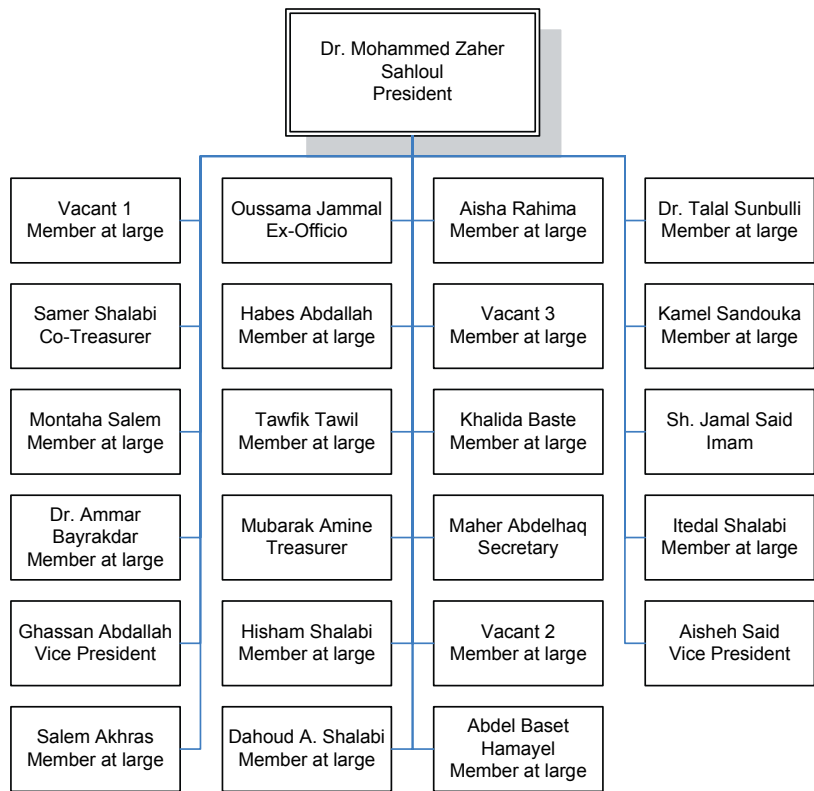 Dr. Mohammed Zaher
Sahloul
President
Vacant 1
Member at large
Oussama Jammal
Ex-Officio
Aisha Rahima
Member at large
Dr. Talal Sunbulli
Member at large
Samer Shalabi
Co-Treasurer
Habes Abdallah
Member at large
Vacant 3
Member at large
Kamel Sandouka
Member at large
Montaha Salem
Member at large
Tawfik Tawil
Member at large
Khalida Baste
Member at large
Sh. Jamal Said
Imam
Dr. Ammar
Bayrakdar
Member at large
Mubarak Amine
Treasurer
Maher Abdelhaq
Secretary
Itedal Shalabi
Member at large
Ghassan Abdallah
Vice President
Hisham Shalabi
Member at large
Vacant 2
Member at large
Aisheh Said
Vice President
Salem Akhras
Member at large
Dahoud A. Shalabi
Member at large
Abdel Baset
Hamayel
Member at large